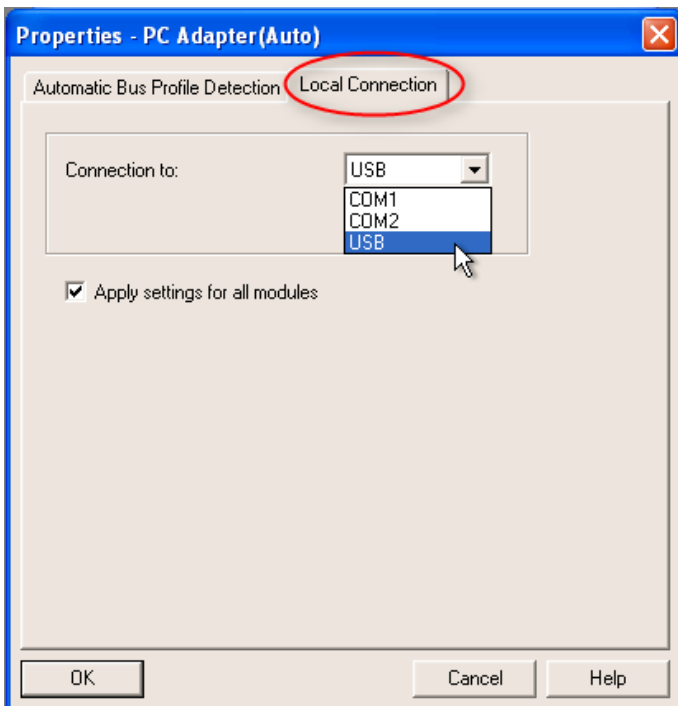 Properties - PC Adapter(Auto)
Automatic Bus Profile Detection Local Connection
Connection to: USB
COM1
COM2
USB
Apply settings for all modules
OK Cancel Help